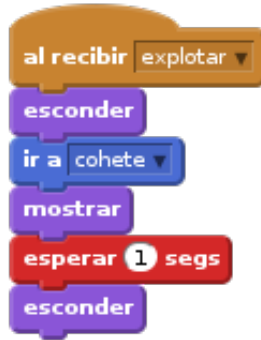 al recibir explotar
esconder
ir a cohete
mostrar
esperar 1 segs
esconder